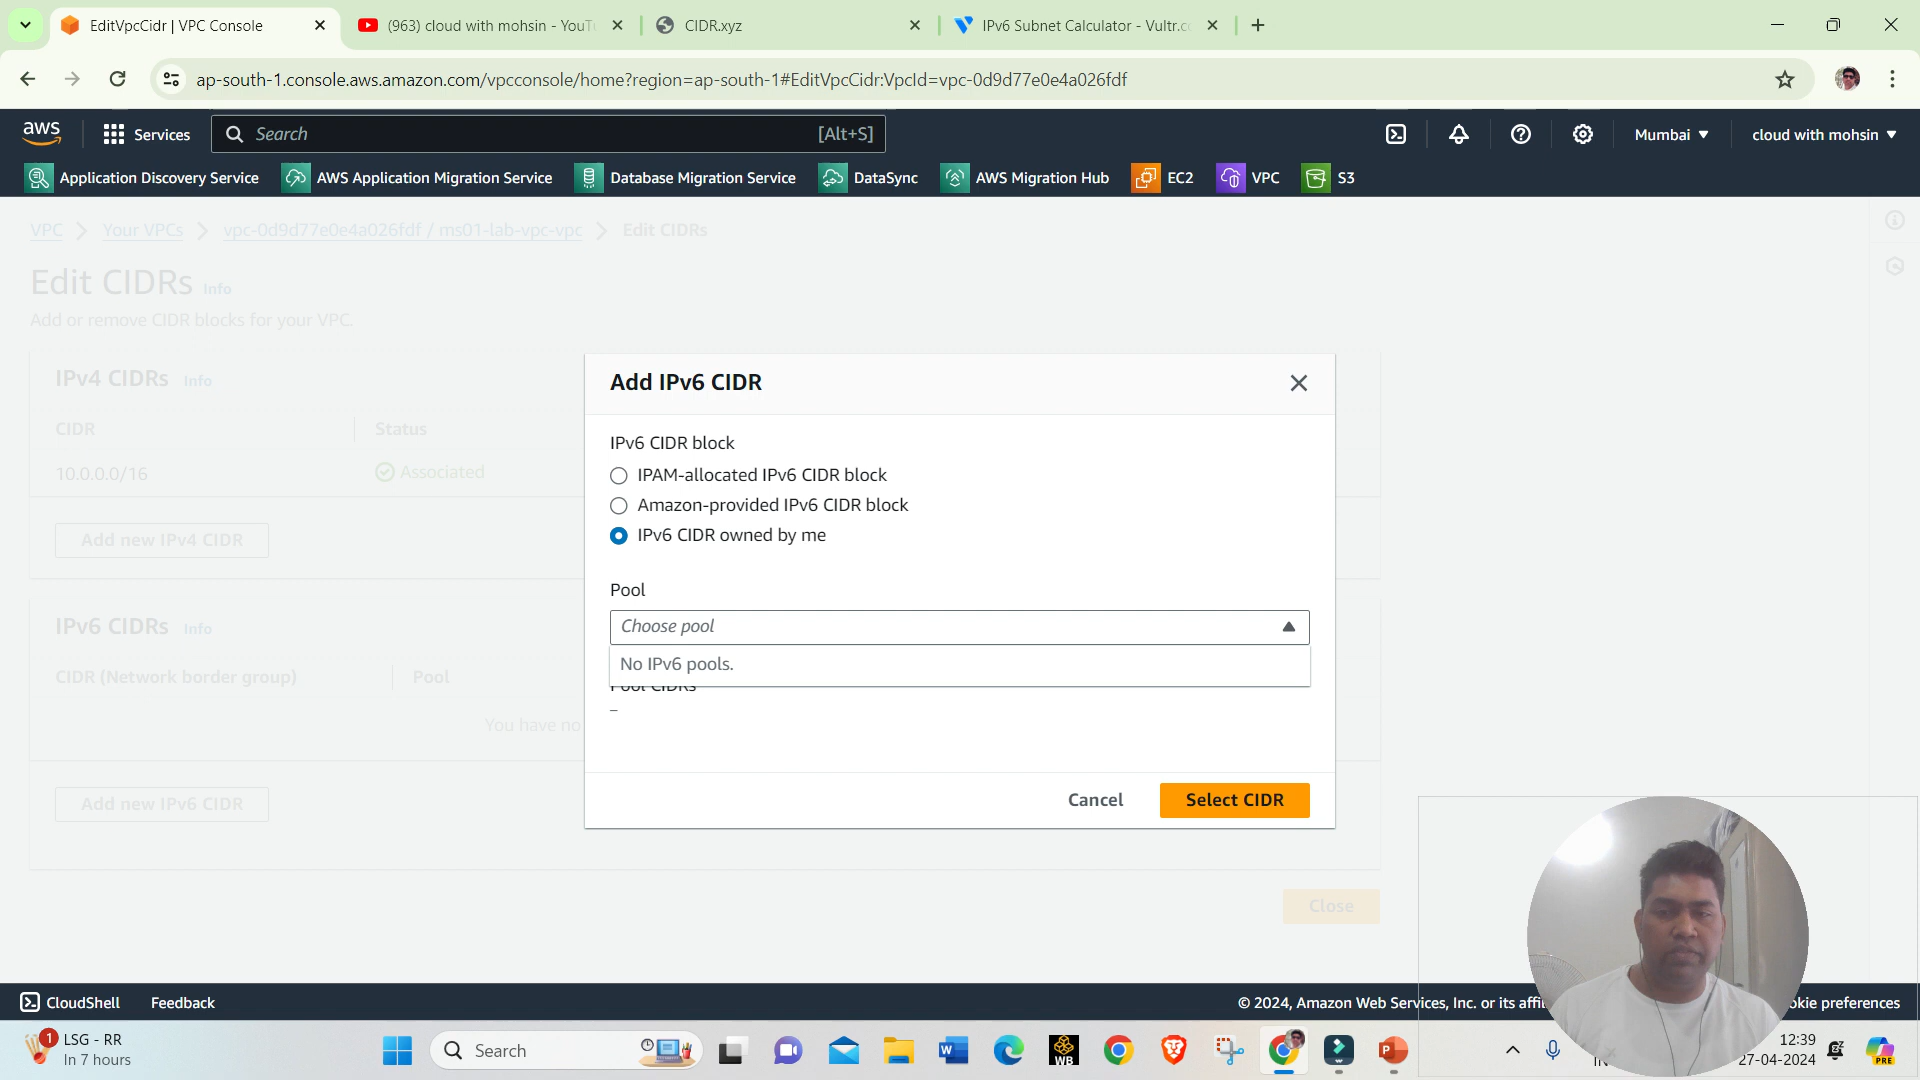 EditVpcCidr | VPC Console
(963) cloud with mohsin - YouT
CIDR.xyz
IPv6 Subnet Calculator - Vultr.c
ap-south-1.console.aws.amazon.com/vpcconsole/home?region=ap-south-1#EditVpcCidr:VpcId=vpc-0d9d77e0e4a026fdf
aws
Services
Search
[Alt+S]
Mumbai
cloud with mohsin
Application Discovery Service
AWS Application Migration Service
Database Migration Service
DataSync
AWS Migration Hub
EC2
VPC
S3
VPC
Your VPCs
vpc-0d9d77e0e4a026fdf / ms01-lab-vpc-vpc
Edit CIDRs
Edit CIDRs Info
Add or remove CIDR blocks for your VPC.
IPv4 CIDRs Info
CIDR
Status
10.0.0.0/16
Associated
Add new IPv4 CIDR
IPv6 CIDRs Info
CIDR (Network border group)
Pool
You have no
Add new IPv6 CIDR
Close
Add IPv6 CIDR
IPv6 CIDR block
IPAM-allocated IPv6 CIDR block
Amazon-provided IPv6 CIDR block
IPv6 CIDR owned by me
Pool
Choose pool
No IPv6 pools.
Pool CIDRs
–
Cancel
Select CIDR
CloudShell
Feedback
© 2024, Amazon Web Services, Inc. or its affil
okie preferences
1
LSG - RR
In 7 hours
Search
W
WB
P
12:39
27-04-2024
PRE